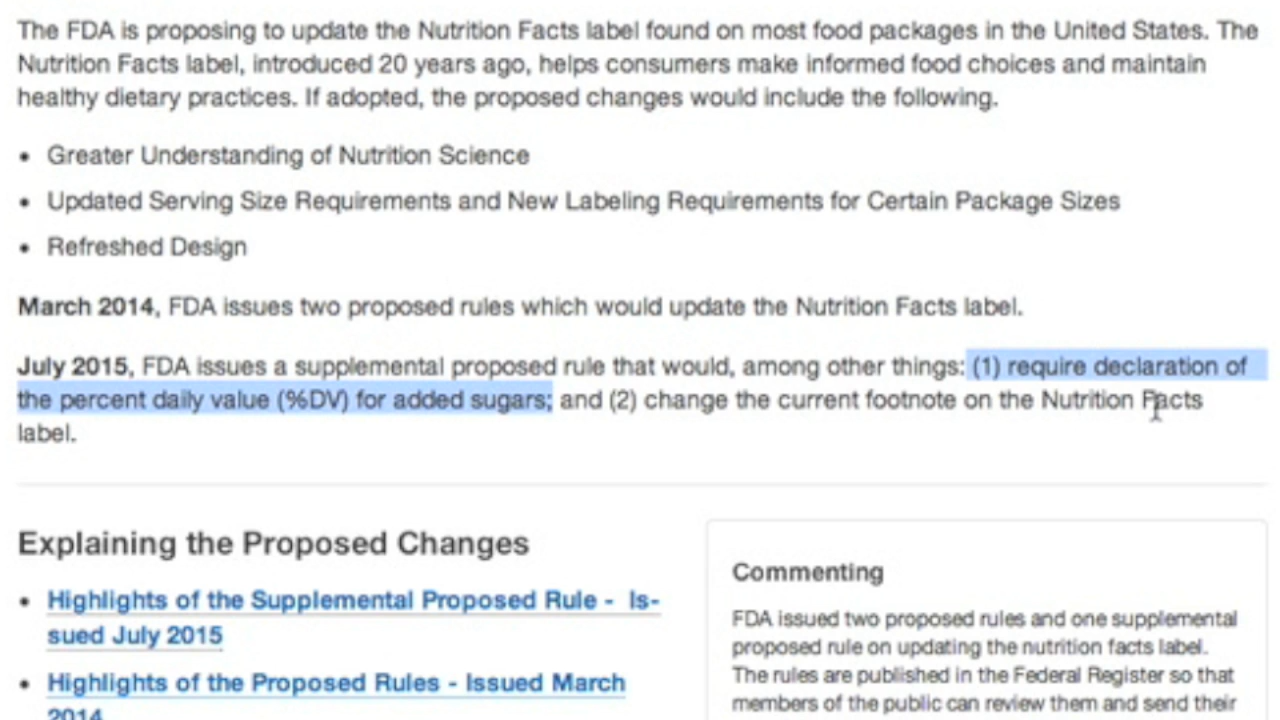 The FDA is proposing to update the Nutrition Facts label found on most food packages in the United States. The
Nutrition Facts label, introduced 20 years ago, helps consumers make informed food choices and maintain
healthy dietary practices. If adopted, the proposed changes would include the following.
• Greater Understanding of Nutrition Science
• Updated Serving Size Requirements and New Labeling Requirements for Certain Package Sizes
• Refreshed Design
March 2014, FDA issues two proposed rules which would update the Nutrition Facts label.
July 2015, FDA issues a supplemental proposed rule that would, among other things: (1) require declaration of
the percent daily value (%DV) for added sugars; and (2) change the current footnote on the Nutrition Facts
label.
Explaining the Proposed Changes
• Highlights of the Supplemental Proposed Rule - Is-
sued July 2015
• Highlights of the Proposed Rules - Issued March
2014
Commenting
FDA issued two proposed rules and one supplemental
proposed rule on updating the nutrition facts label.
The rules are published in the Federal Register so that
members of the public can review them and send their